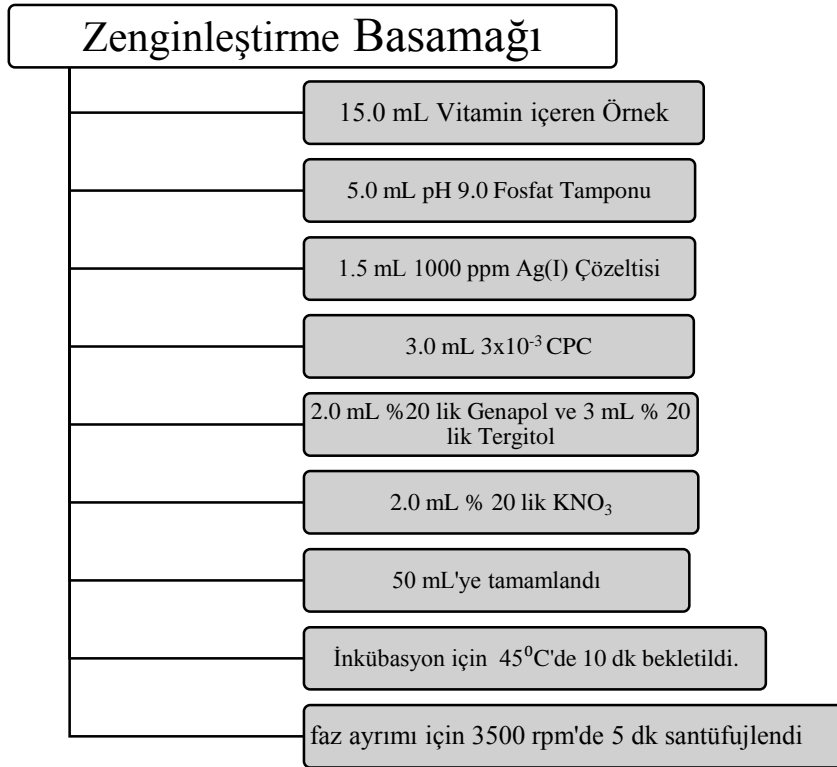 Zenginleştirme Basamağı
15.0 mL Vitamin içeren Örnek
5.0 mL pH 9.0 Fosfat Tamponu
1.5 mL 1000 ppm Ag(I) Çözeltisi
3.0 mL 3x10⁻³ CPC
2.0 mL %20 lik Genapol ve 3 mL % 20
lik Tergitol
2.0 mL % 20 lik KNO₃
50 mL'ye tamamlandı
İnkübasyon için 45⁰C'de 10 dk bekletildi.
faz ayrımı için 3500 rpm'de 5 dk santüfujlendi